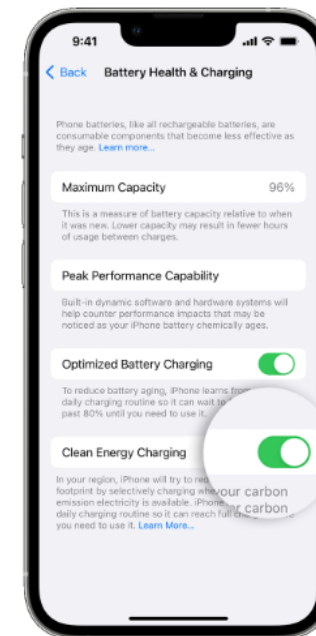 9:41
Back Battery Health & Charging
Phone batteries, like all rechargeable batteries, are
consumable components that become less effective as
they age. Learn more...
Maximum Capacity 96%
This is a measure of battery capacity relative to when
it was new. Lower capacity may result in fewer hours
of usage between charges.
Peak Performance Capability
Built-in dynamic software and hardware systems will
help counter performance impacts that may be
noticed as your iPhone battery chemically ages.
Optimized Battery Charging
To reduce battery aging, iPhone learns from
daily charging routine so it can wait to
past 80% until you need to use it.
Clean Energy Charging
In your region, iPhone will try to
footprint by selectively charging your carbon
emission electricity is available. iPhone carbon
daily charging routine so it can reach full
you need to use it. Learn More...